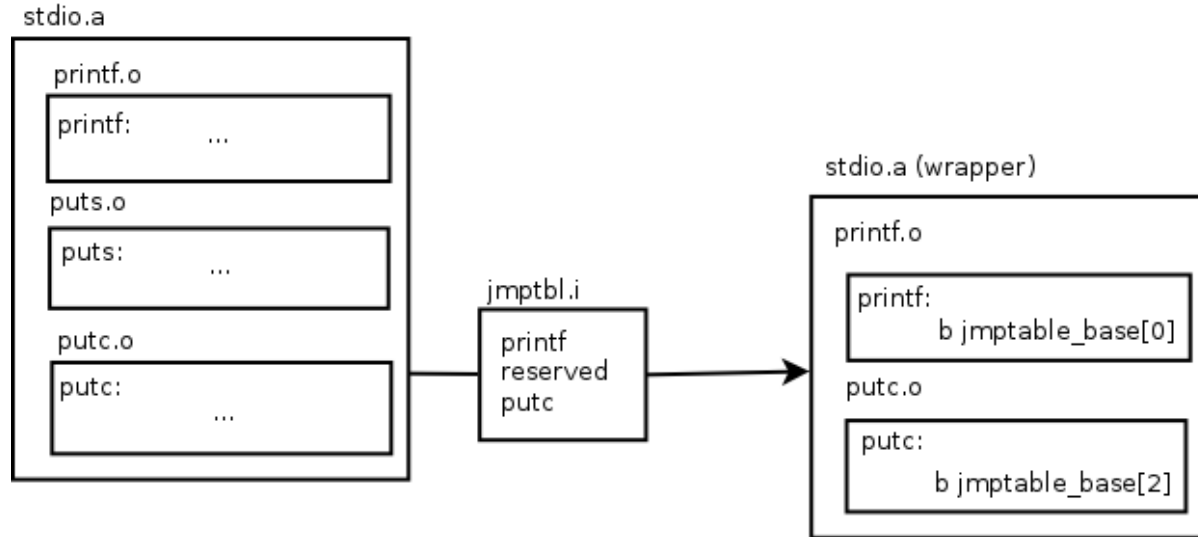 stdio.a
printf.o
printf:
...
puts.o
puts:
...
putc.o
putc:
...
jmptbl.i
printf
reserved
putc
stdio.a (wrapper)
printf.o
printf:
b jmptable_base[0]
putc.o
putc:
b jmptable_base[2]